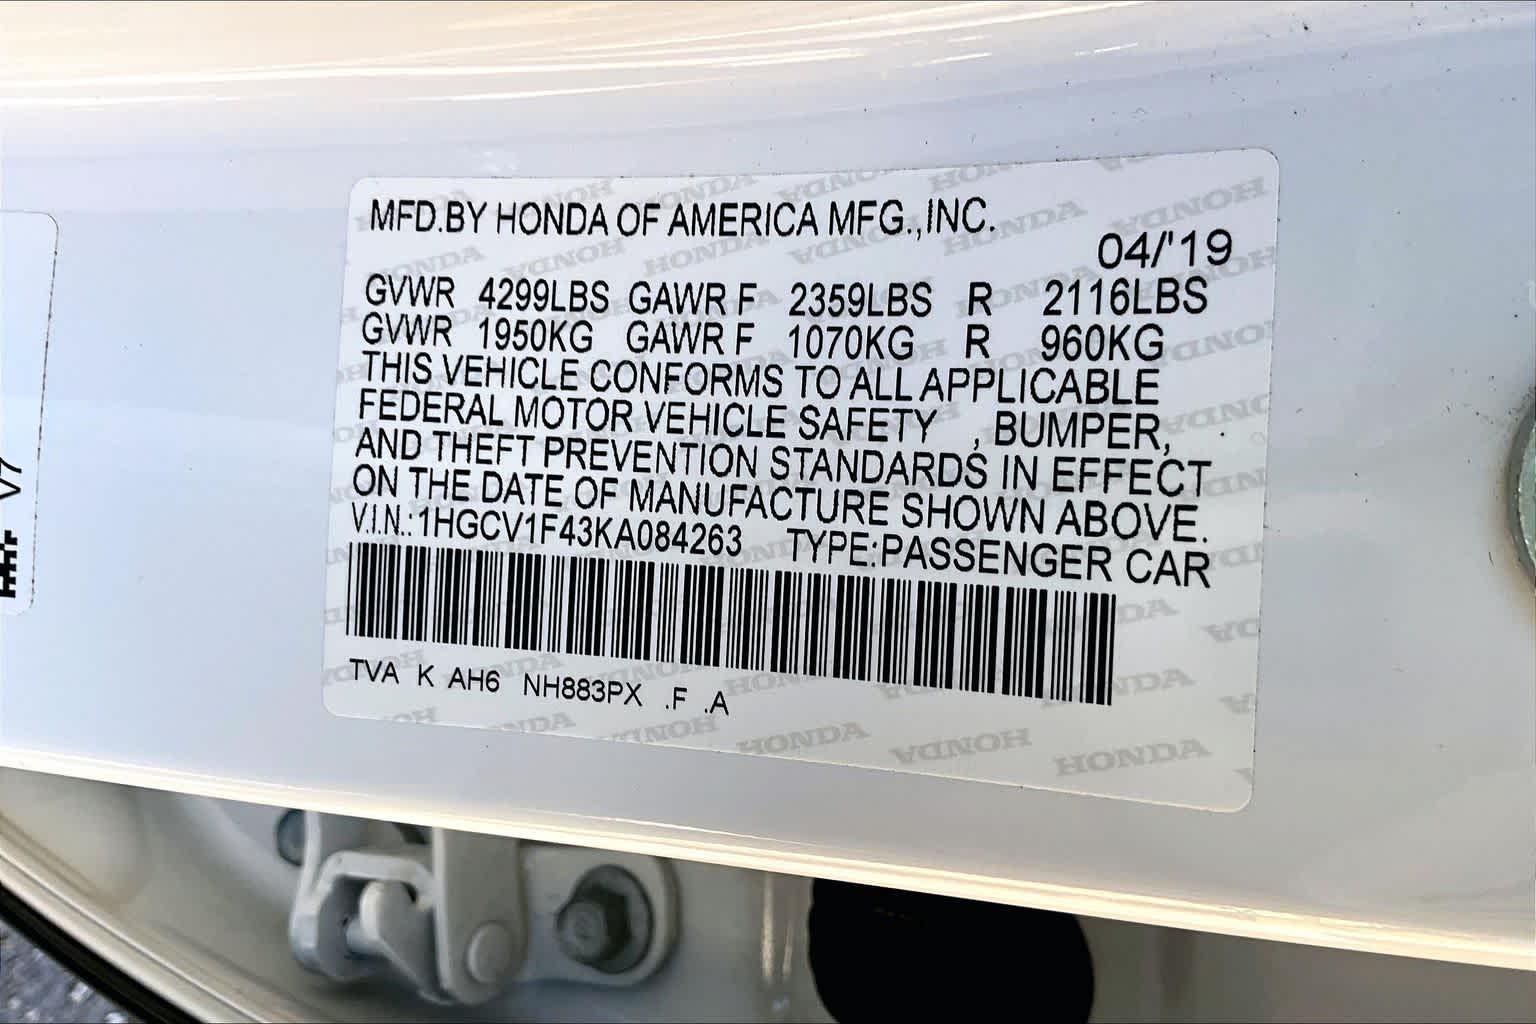 MFD.BY HONDA OF AMERICA MFG.,INC.
04/'19
GVWR 4299LBS GAWR F 2359LBS R 2116LBS
GVWR 1950KG GAWR F 1070KG R 960KG
THIS VEHICLE CONFORMS TO ALL APPLICABLE
FEDERAL MOTOR VEHICLE SAFETY , BUMPER,
AND THEFT PREVENTION STANDARDS IN EFFECT
ON THE DATE OF MANUFACTURE SHOWN ABOVE.
V.I.N.:1HGCV1F43KA084263 TYPE:PASSENGER CAR
TVA K AH6 NH883PX .F .A
V7